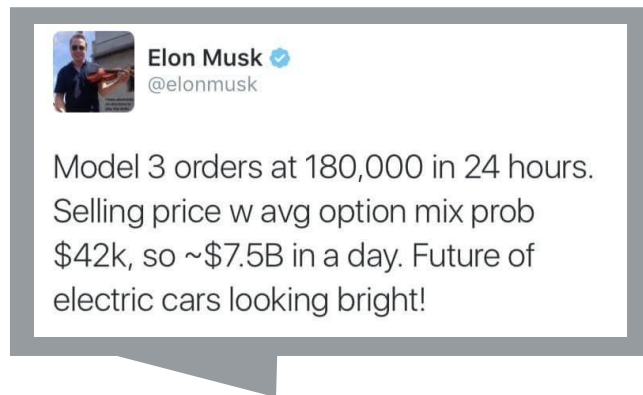 Elon Musk
@elonmusk
Model 3 orders at 180,000 in 24 hours.
Selling price w avg option mix prob
$42k, so ~$7.5B in a day. Future of
electric cars looking bright!